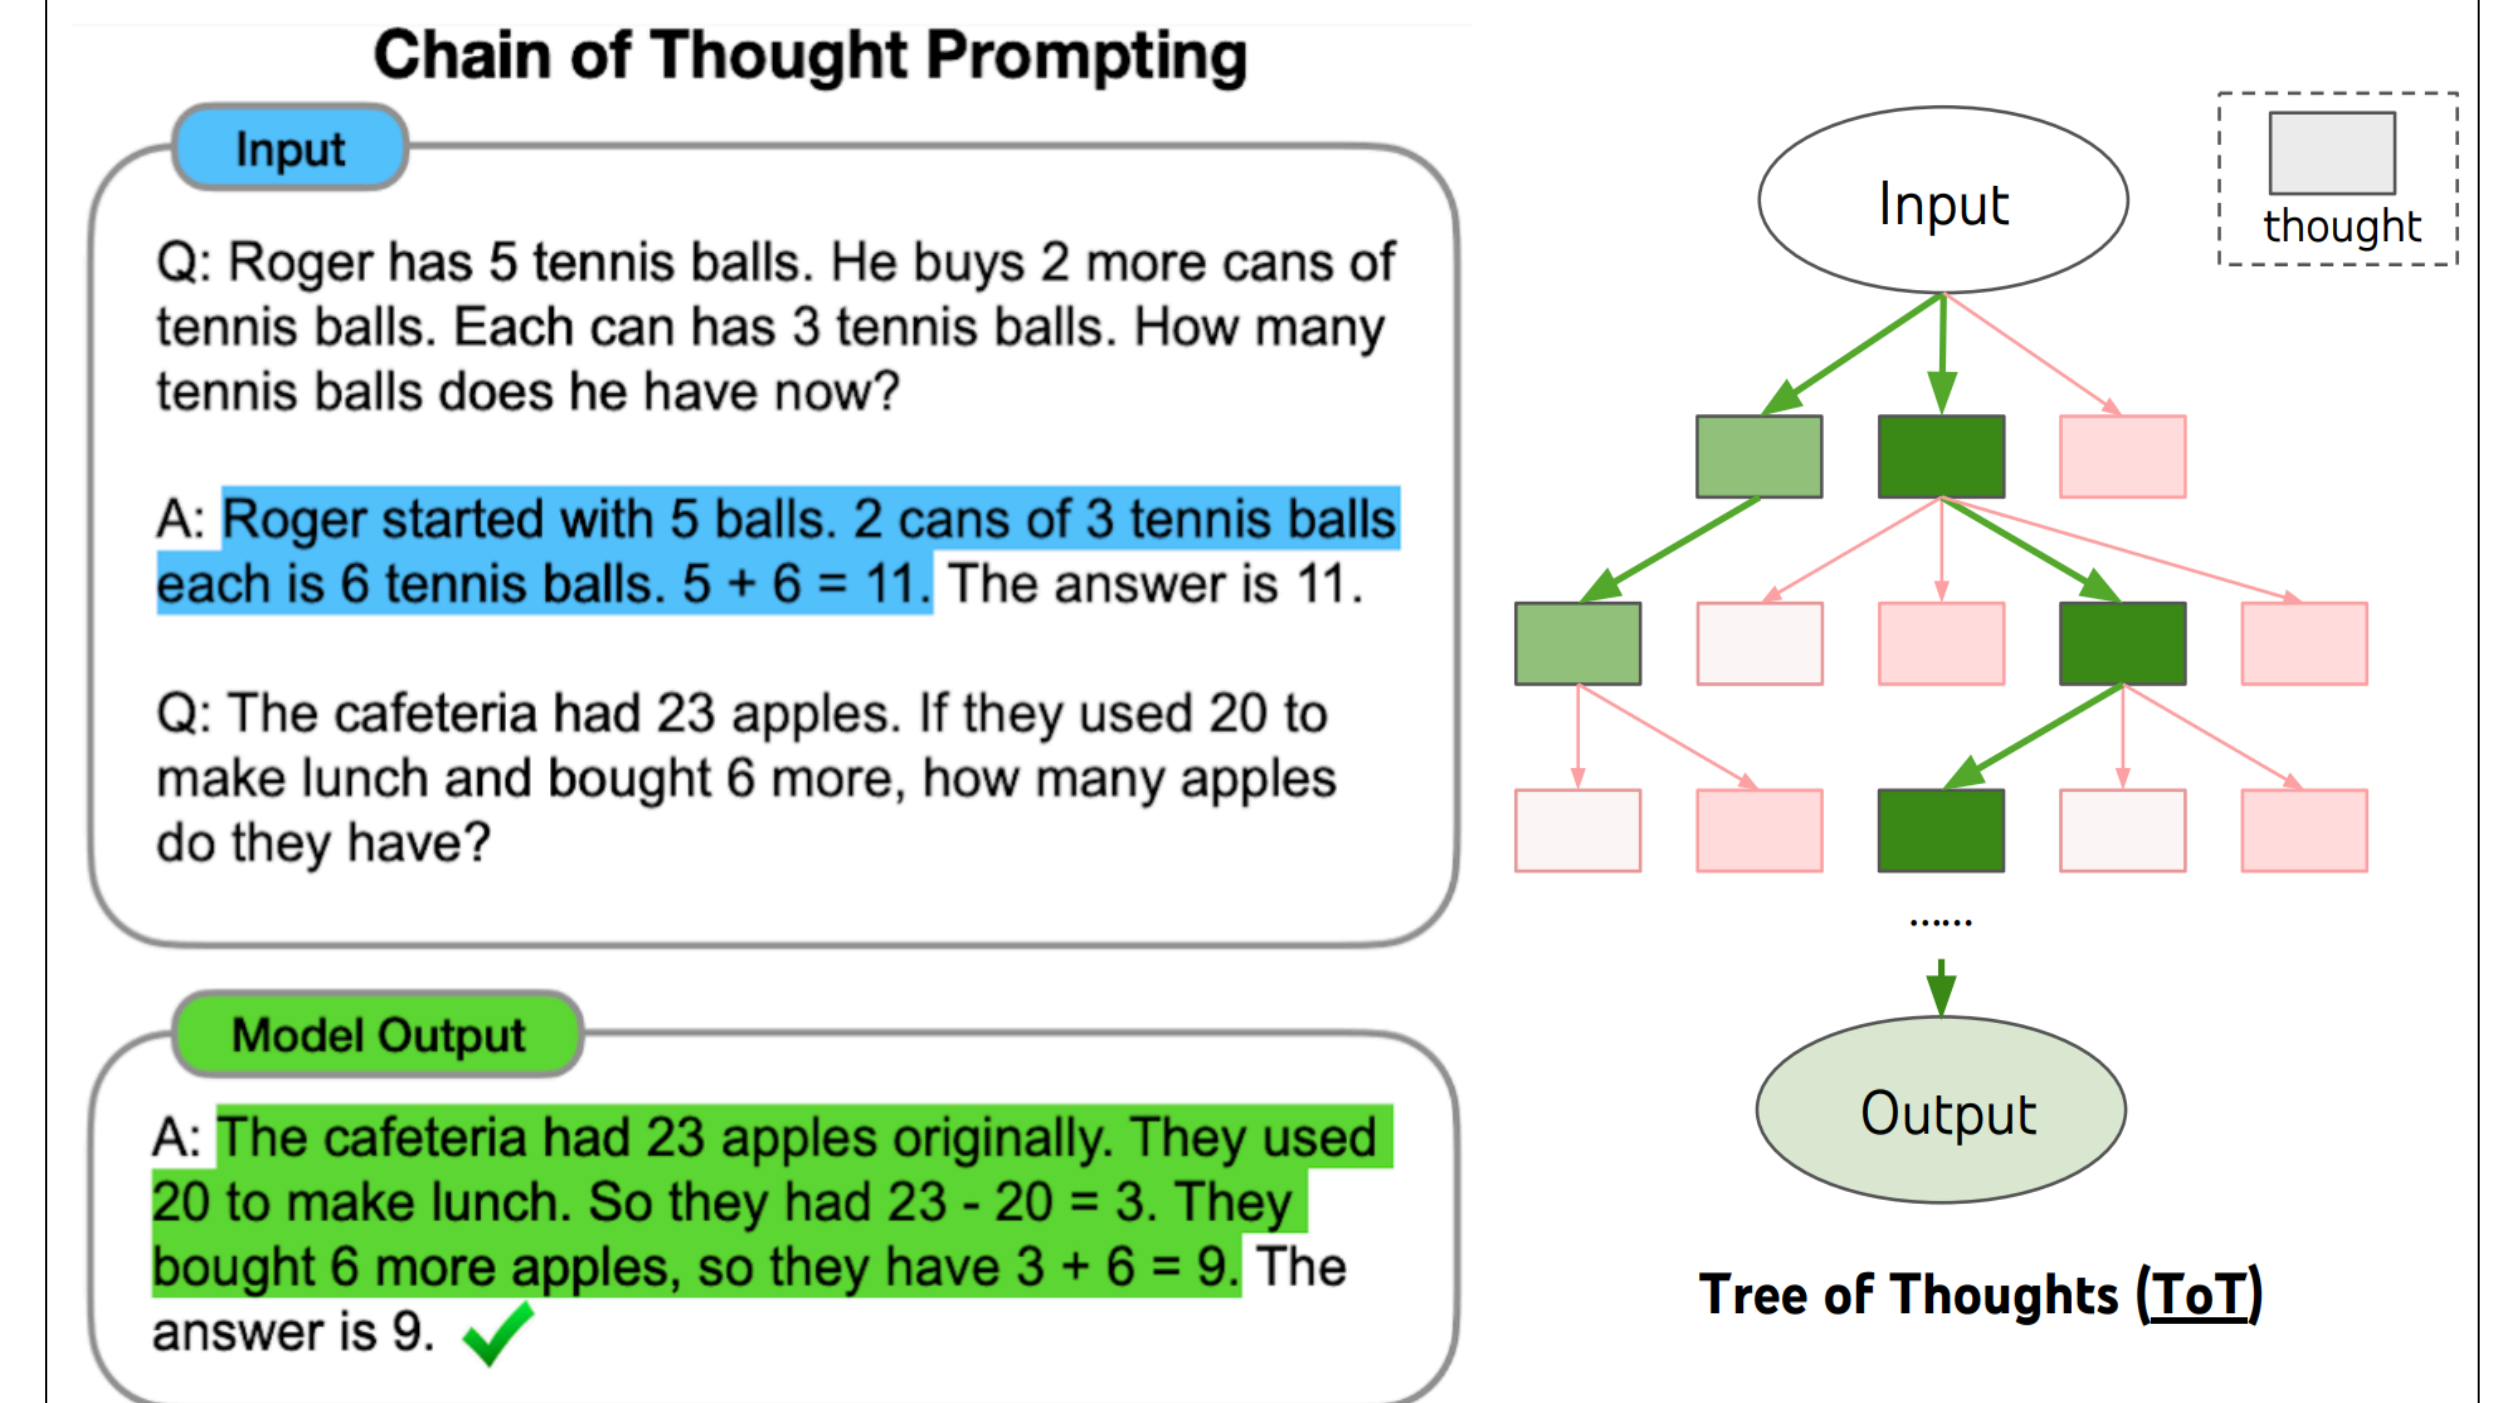 Chain of Thought Prompting
Input
Q: Roger has 5 tennis balls. He buys 2 more cans of
tennis balls. Each can has 3 tennis balls. How many
tennis balls does he have now?
A: Roger started with 5 balls. 2 cans of 3 tennis balls
each is 6 tennis balls. 5 + 6 = 11. The answer is 11.
Q: The cafeteria had 23 apples. If they used 20 to
make lunch and bought 6 more, how many apples
do they have?
Model Output
A: The cafeteria had 23 apples originally. They used
20 to make lunch. So they had 23 - 20 = 3. They
bought 6 more apples, so they have 3 + 6 = 9. The
answer is 9.
Input
thought
......
Output
Tree of Thoughts (ToT)